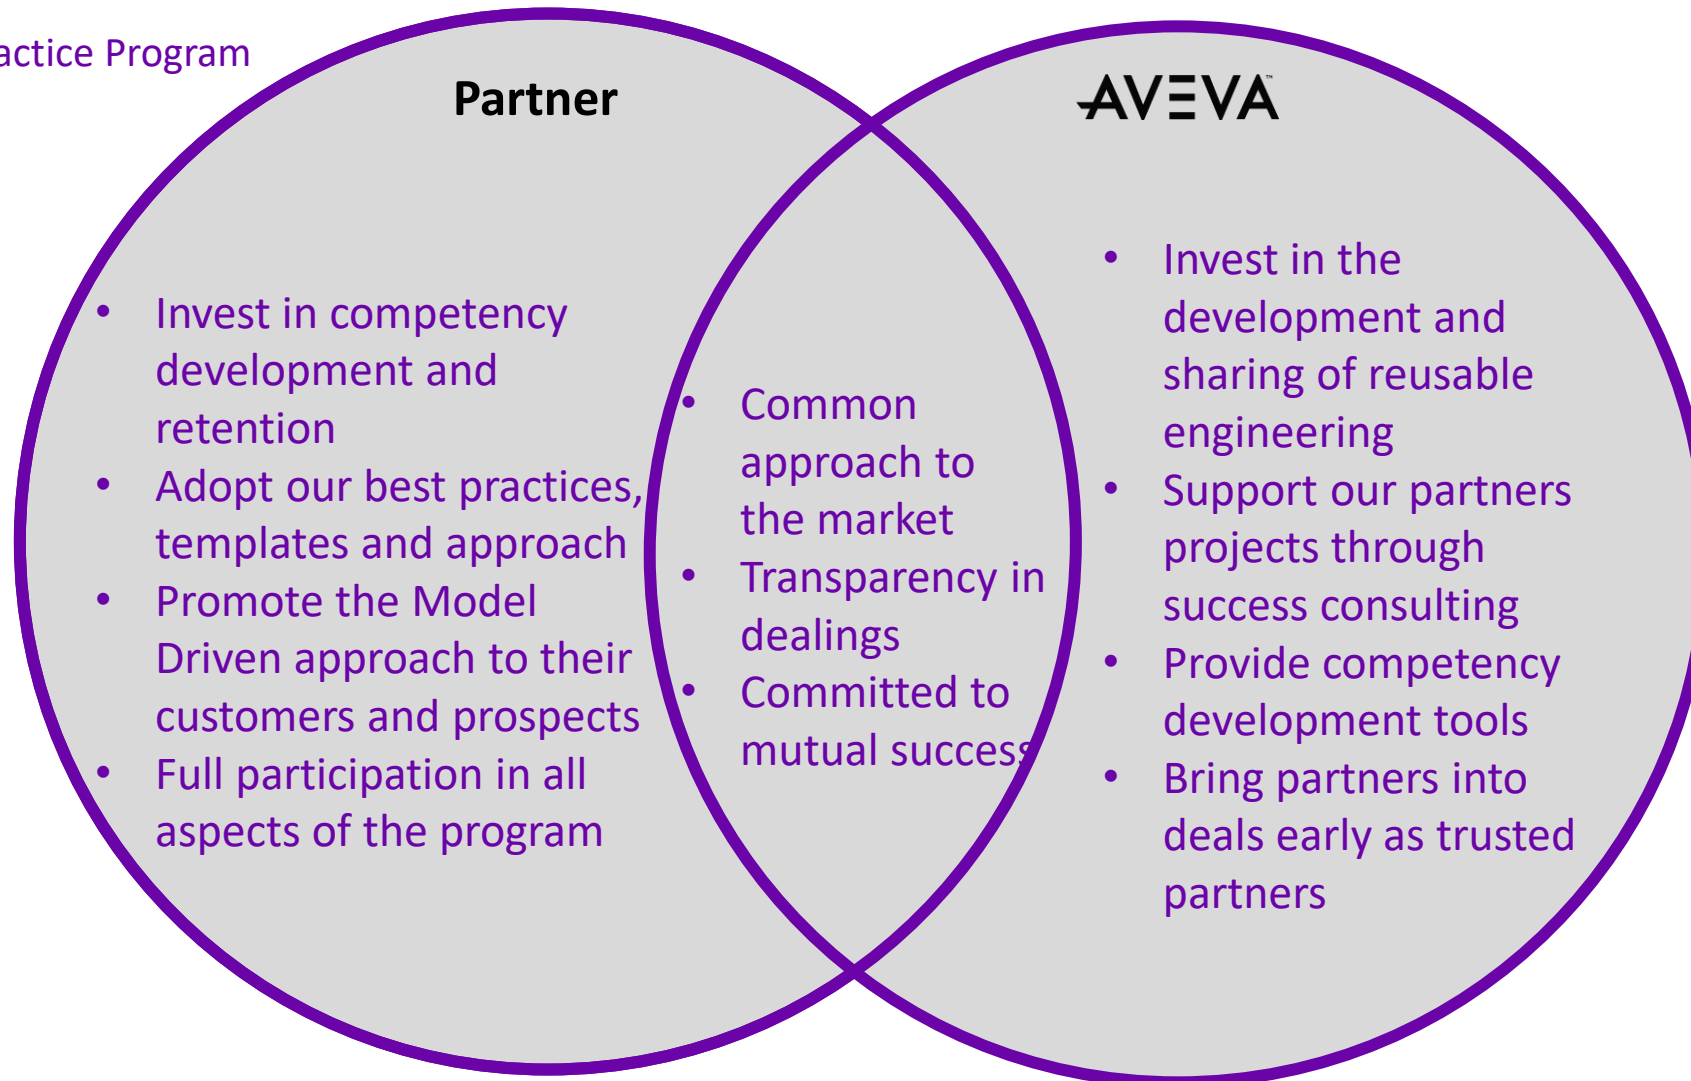 actice Program
Partner
AVEVA™
• Invest in competency
development and
retention
• Adopt our best practices,
templates and approach
• Promote the Model
Driven approach to their
customers and prospects
• Full participation in all
aspects of the program
• Common
approach to
the market
• Transparency in
dealings
• Committed to
mutual success
• Invest in the
development and
sharing of reusable
engineering
• Support our partners
projects through
success consulting
• Provide competency
development tools
• Bring partners into
deals early as trusted
partners